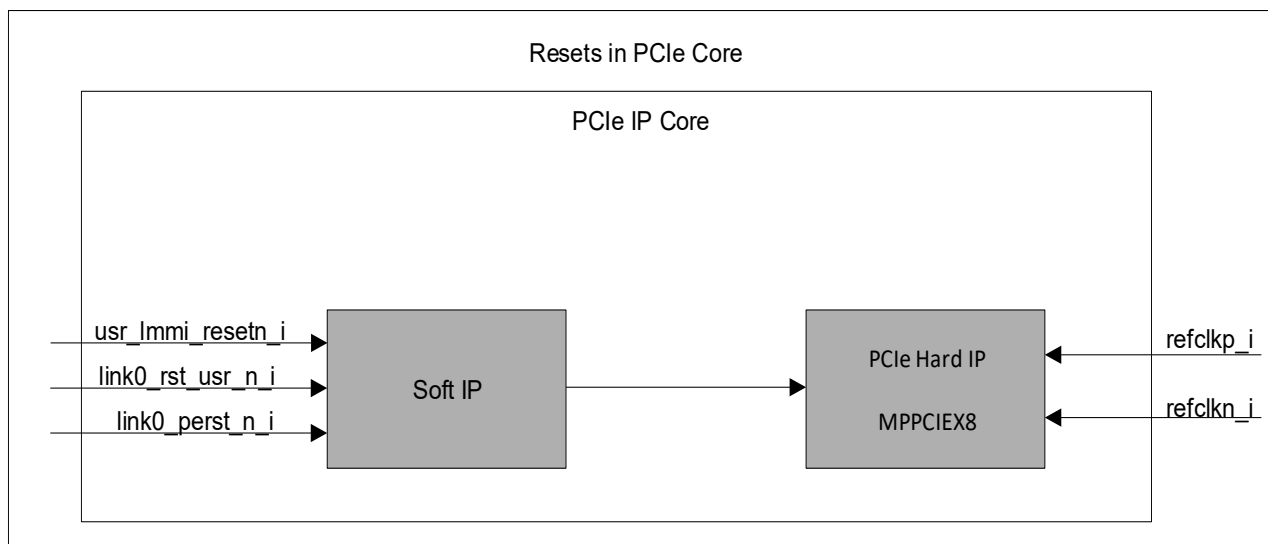 Resets in PCIe Core
PCIe IP Core
usr_lmmi_resetn_i
link0_rst_usr_n_i
link0_perst_n_i
Soft IP
PCIe Hard IP
MPPCIEX8
refclkp_i
refclkn_i